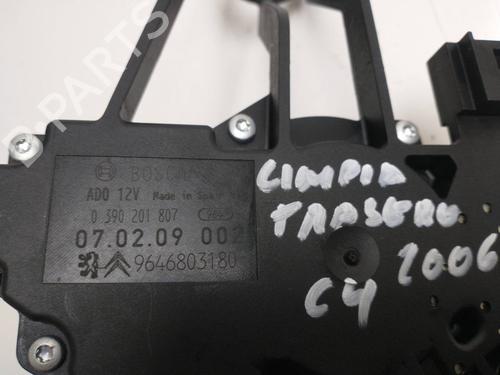 B-PARTS
BOSCH
ADO 12V Made in Spain
0 390 201 807
07.02.09 002
9646803180
LIMPIA
TRASERO
C4 2006